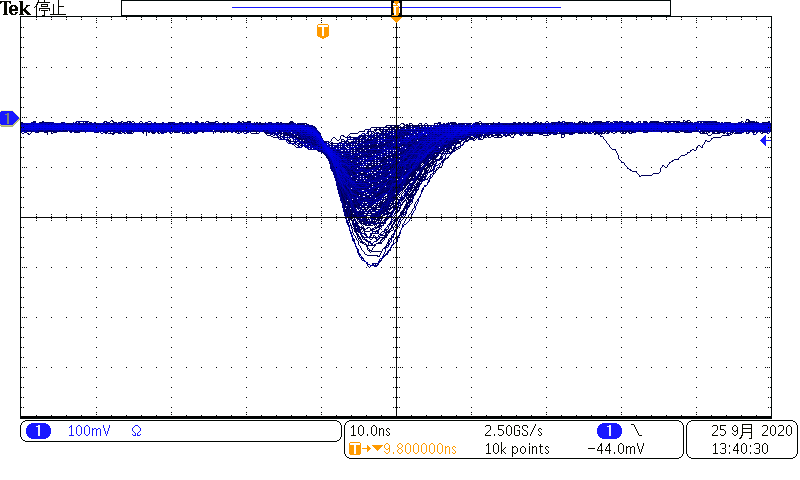 Tek 停止
T
T
1
1 100mV Ω
10.0ns 2.50GS/s 1
T→▼9.800000ns 10k points −44.0mV
25 9月 2020
13:40:30